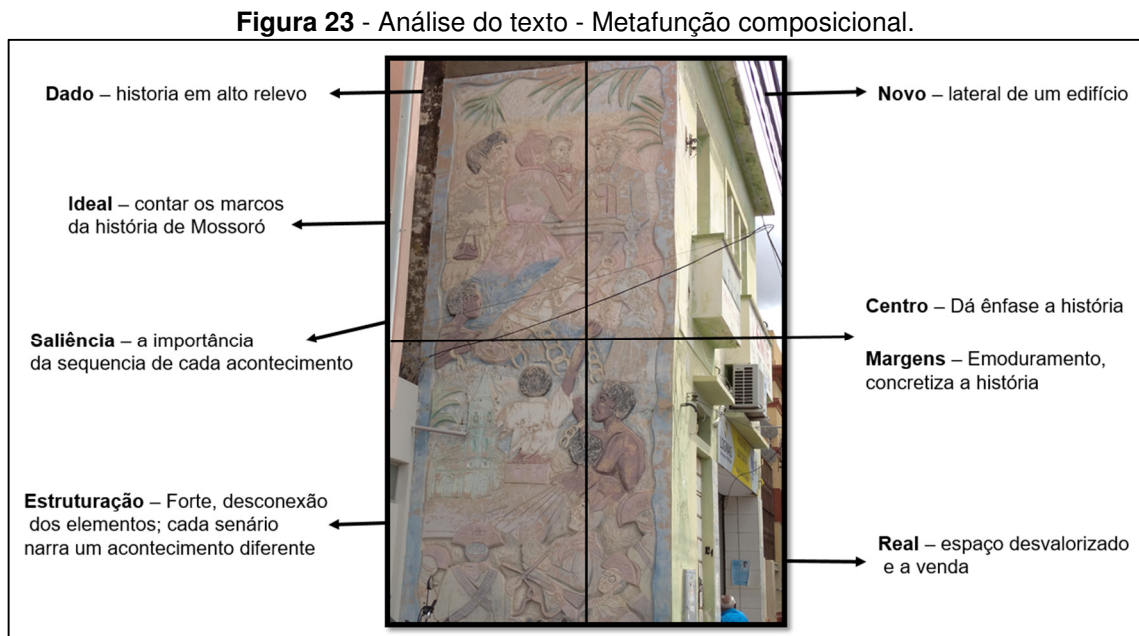 Figura 23 - Análise do texto - Metafunção composicional.
Dado – historia em alto relevo
Novo – lateral de um edifício
Ideal – contar os marcos
da história de Mossoró
Saliência – a importância
da sequencia de cada acontecimento
Centro – Dá ênfase a história
Margens – Emoduramento,
concretiza a história
Estruturação – Forte, desconexão
dos elementos; cada senário
narra um acontecimento diferente
Real – espaço desvalorizado
e a venda